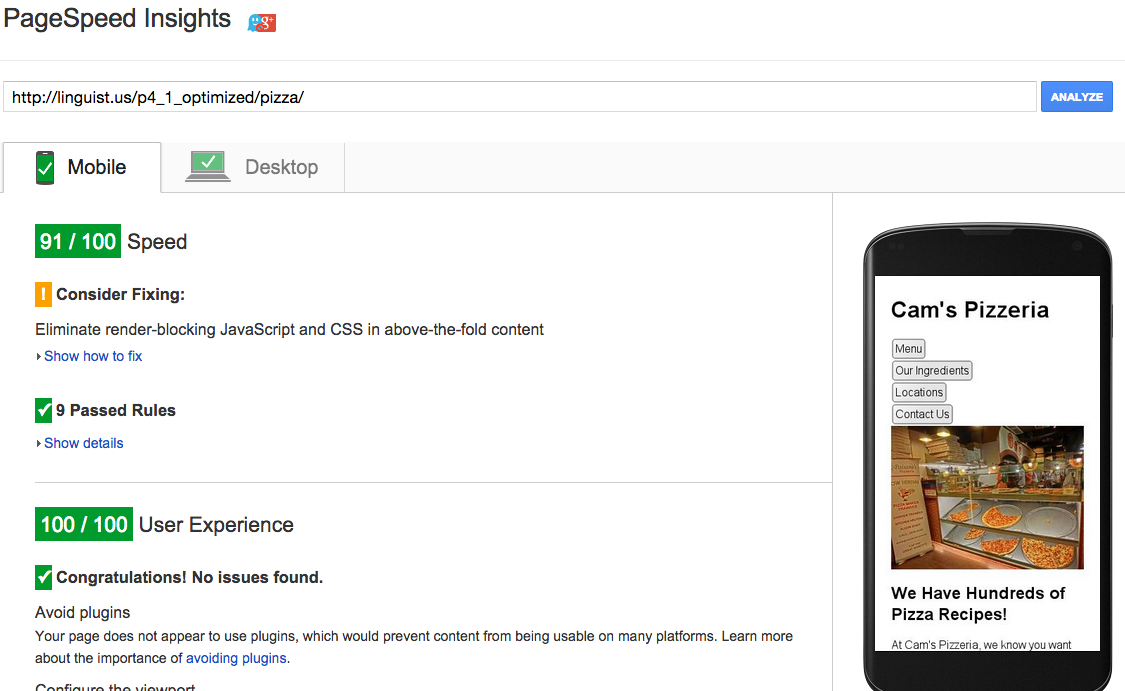 PageSpeed Insights
http://linguist.us/p4_1_optimized/pizza/
ANALYZE
Mobile
Desktop
91 / 100 Speed
! Consider Fixing:
Eliminate render-blocking JavaScript and CSS in above-the-fold content
Show how to fix
9 Passed Rules
Show details
100 / 100 User Experience
Congratulations! No issues found.
Avoid plugins
Your page does not appear to use plugins, which would prevent content from being usable on many platforms. Learn more
about the importance of avoiding plugins.
Configure the viewport
Cam's Pizzeria
Menu
Our Ingredients
Locations
Contact Us
We Have Hundreds of
Pizza Recipes!
At Cam's Pizzeria, we know you want